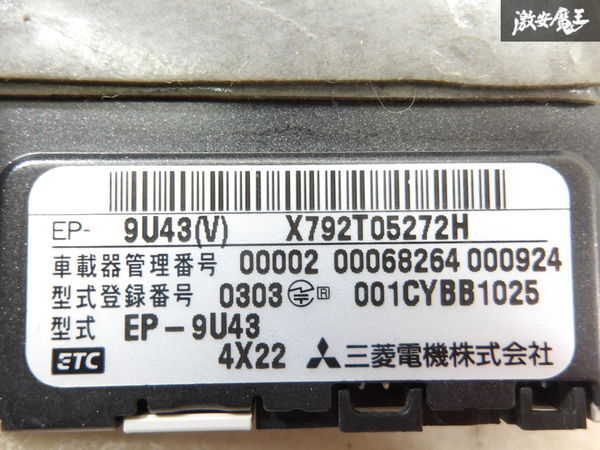 激安魔王
EP- 9U43(V) X792T05272H
車載器管理番号 00002 00068264 000924
型式登録番号 0303 R 001CYBB1025
型式 EP-9U43
ETC 4X22 三菱電機株式会社